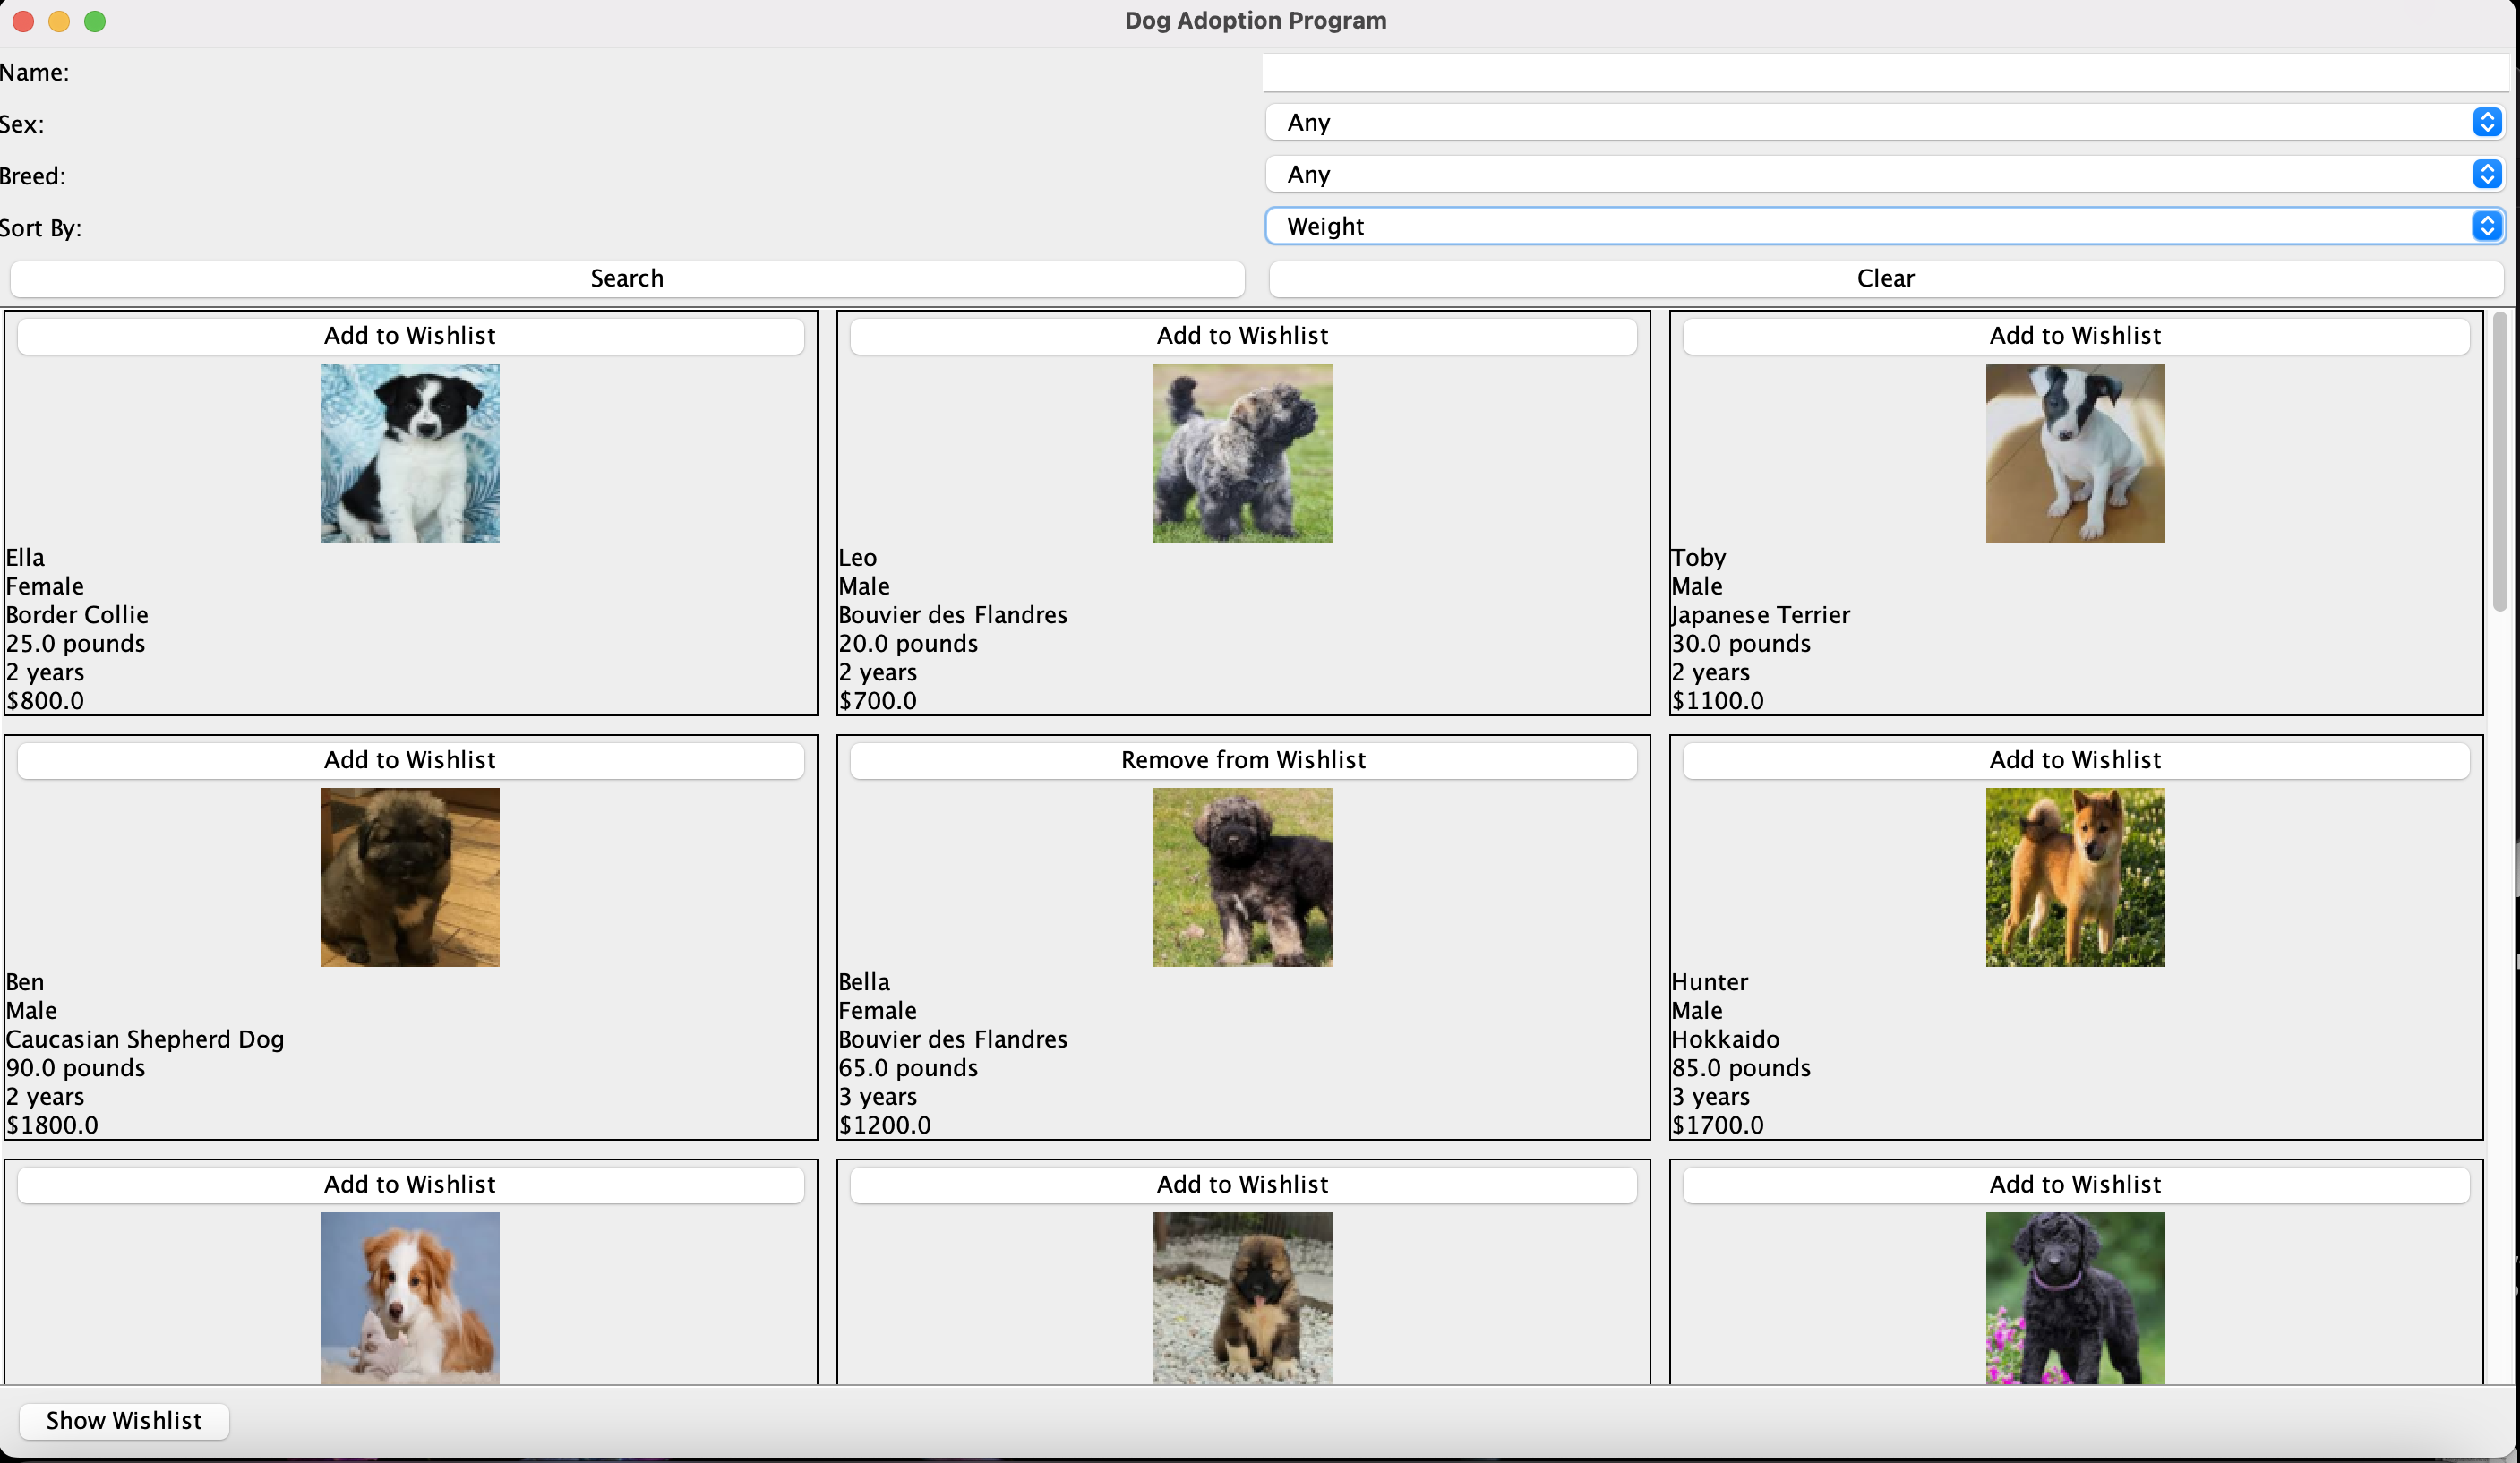 Dog Adoption Program
Name:
Sex:
Any
Breed:
Any
Sort By:
Weight
Search
Clear
Add to Wishlist
Ella
Female
Border Collie
25.0 pounds
2 years
$800.0
Add to Wishlist
Leo
Male
Bouvier des Flandres
20.0 pounds
2 years
$700.0
Add to Wishlist
Toby
Male
Japanese Terrier
30.0 pounds
2 years
$1100.0
Add to Wishlist
Ben
Male
Caucasian Shepherd Dog
90.0 pounds
2 years
$1800.0
Remove from Wishlist
Bella
Female
Bouvier des Flandres
65.0 pounds
3 years
$1200.0
Add to Wishlist
Hunter
Male
Hokkaido
85.0 pounds
3 years
$1700.0
Add to Wishlist
Add to Wishlist
Add to Wishlist
Show Wishlist